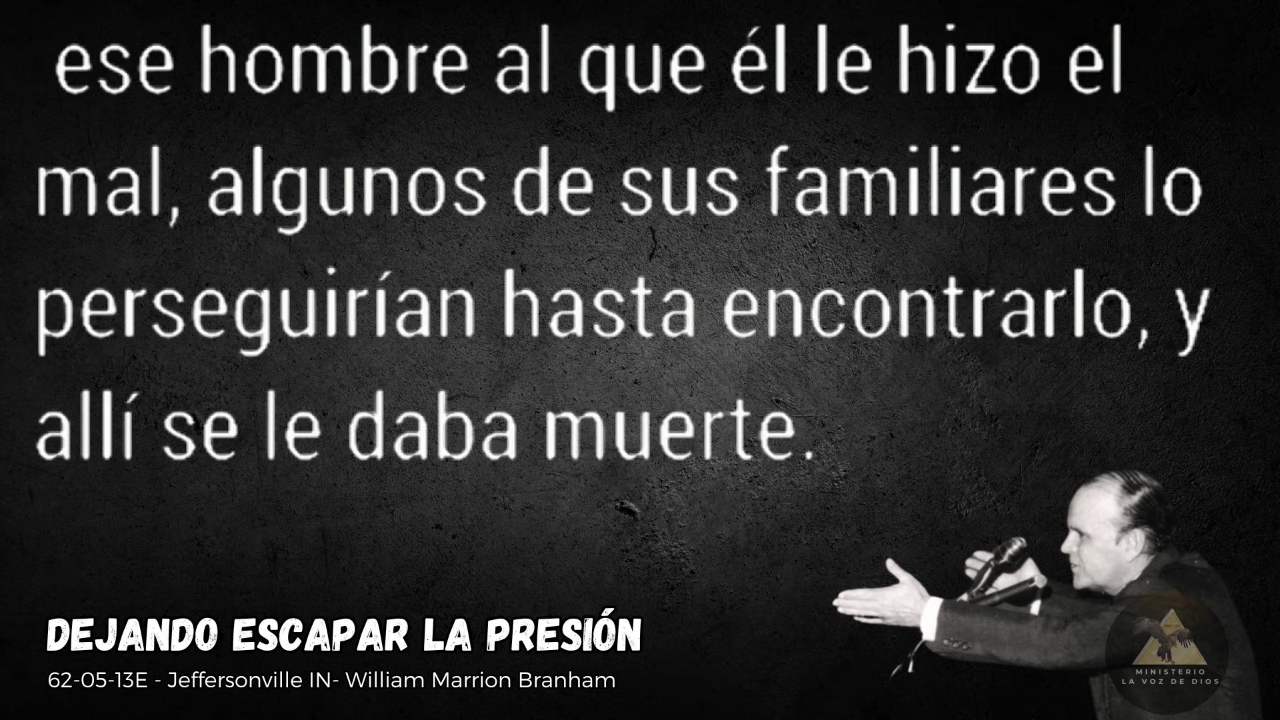 ese hombre al que él le hizo el
mal, algunos de sus familiares lo
perseguirían hasta encontrarlo, y
allí se le daba muerte.
DEJANDO ESCAPAR LA PRESIÓN
62-05-13E - Jeffersonville IN- William Marrion Branham
MINISTERIO
LA VOZ DE DIOS